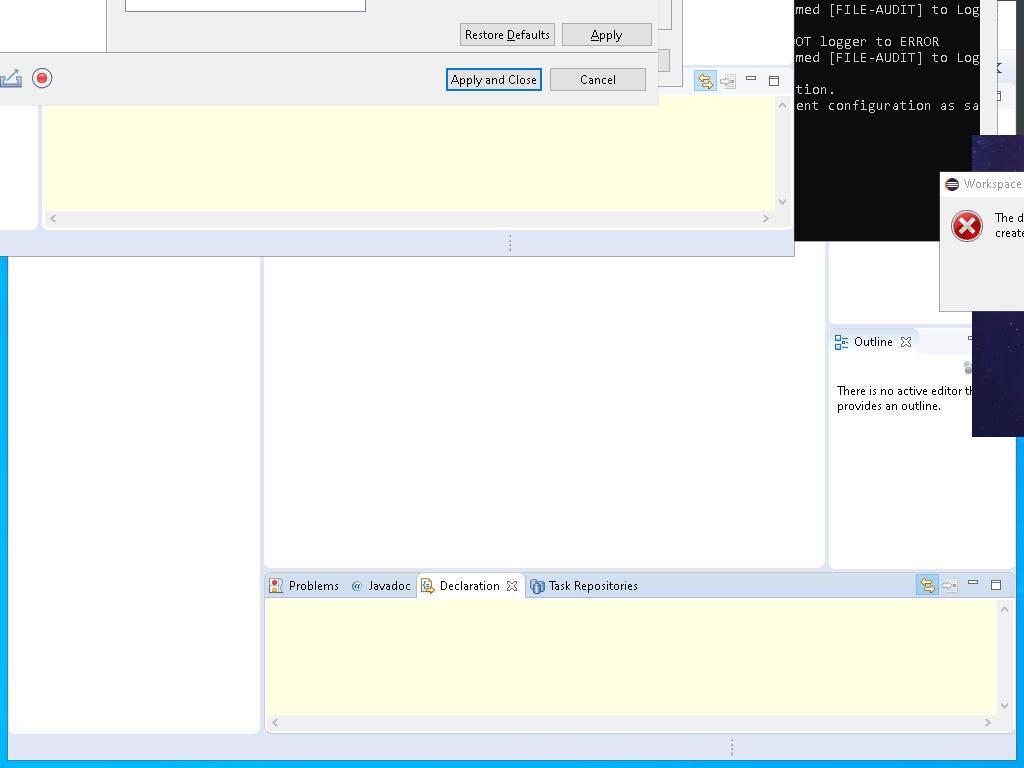 med [FILE-AUDIT] to Log
Restore Defaults
Apply
OT logger to ERROR
med [FILE-AUDIT] to Log
Apply and Close
Cancel
tion.
ent configuration as sa
Workspace
The d
create
Outline
There is no active editor th
provides an outline.
Problems
@ Javadoc
Declaration
Task Repositories